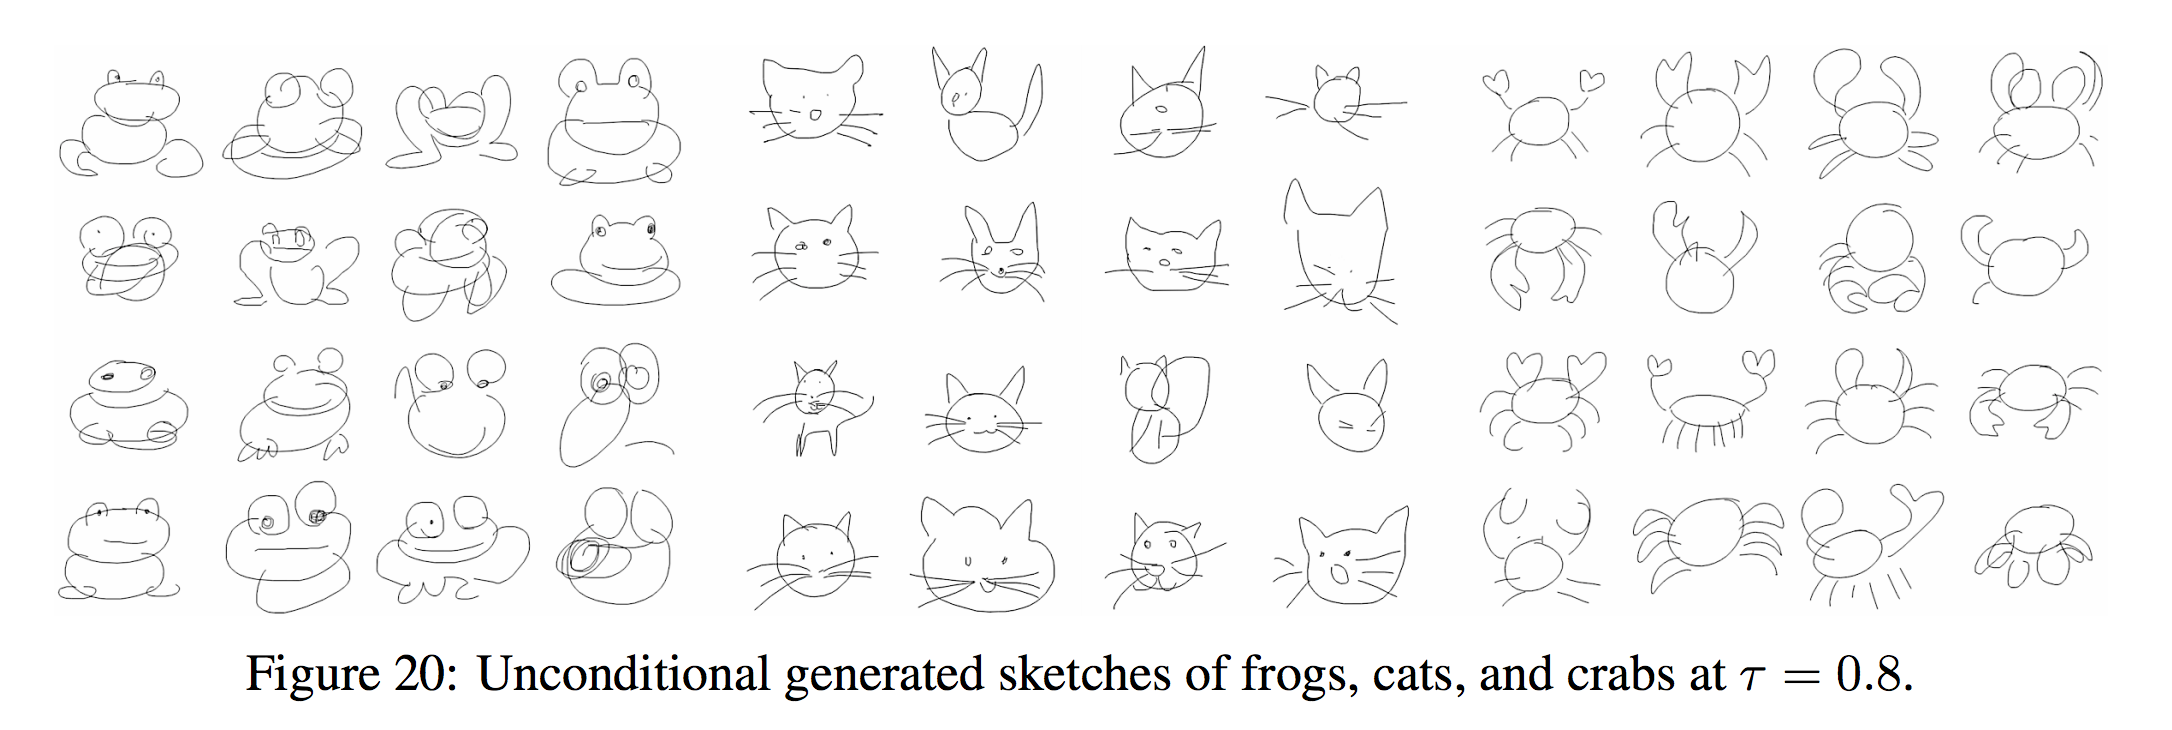 Figure 20: Unconditional generated sketches of frogs, cats, and crabs at τ = 0.8.